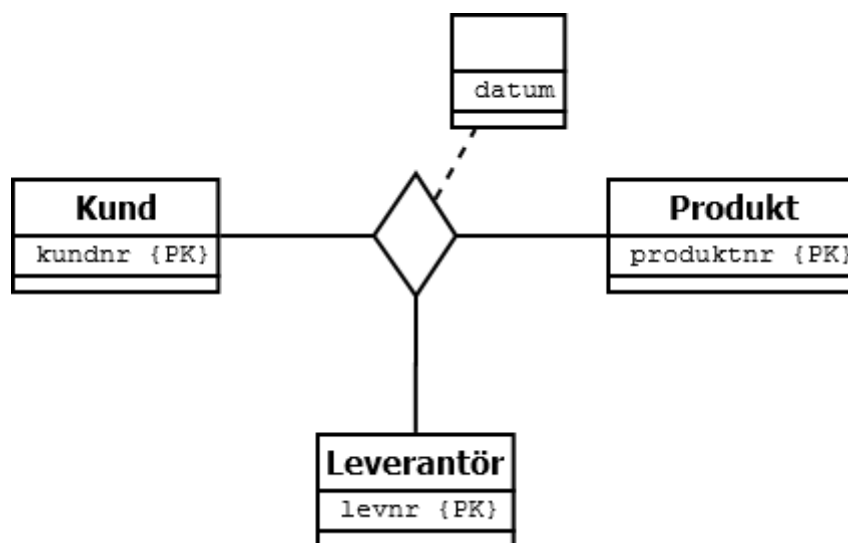 datum
Kund
kundnr {PK}
Produkt
produktnr {PK}
Leverantör
levnr {PK}